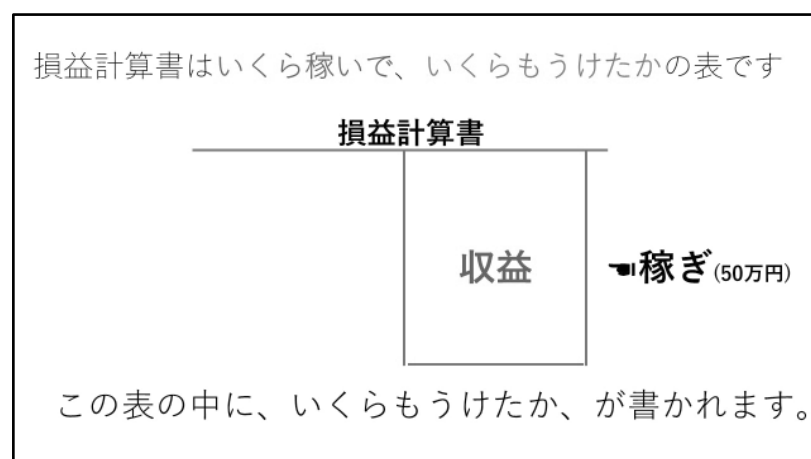 損益計算書はいくら稼いで、いくらもうけたかの表です
損益計算書
収益
☚稼ぎ(50万円)
この表の中に、いくらもうけたか、が書かれます。